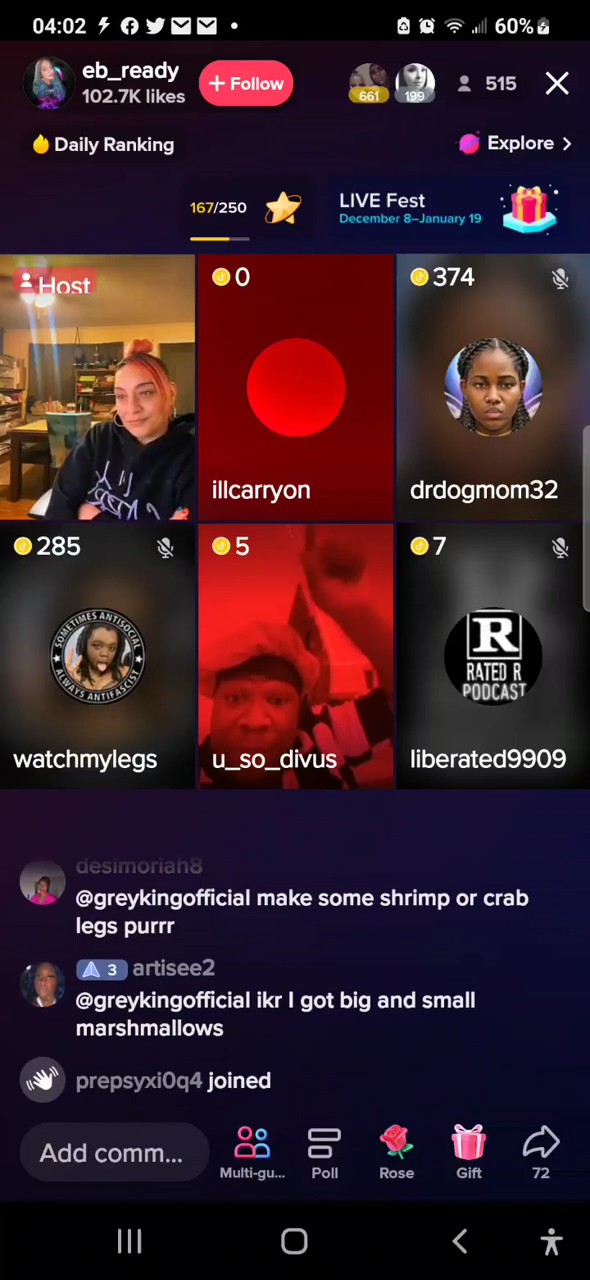 04:02
60%
eb_ready
102.7K likes
+ Follow
661
199
515
Daily Ranking
Explore >
167/250
LIVE Fest
December 8–January 19
Host
0
374
illcarryon
drdogmom32
285
5
7
SOMETIMES ANTISOCIAL
ALWAYS ANTIFASCIST
R
RATED R
PODCAST
watchmylegs
u_so_divus
liberated9909
desimoriah8
@greykingofficial make some shrimp or crab
legs purrr
3 artisee2
@greykingofficial ikr I got big and small
marshmallows
prepsyxi0q4 joined
Add comm...
Multi-gu...
Poll
Rose
Gift
72